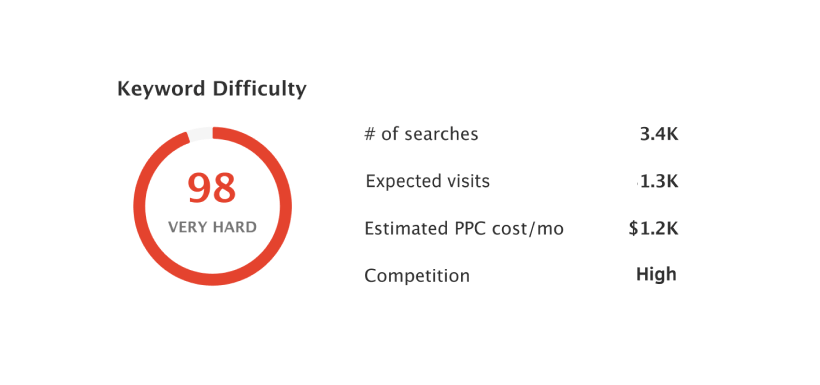 Keyword Difficulty
98
VERY HARD
# of searches 3.4K
Expected visits 1.3K
Estimated PPC cost/mo $1.2K
Competition High